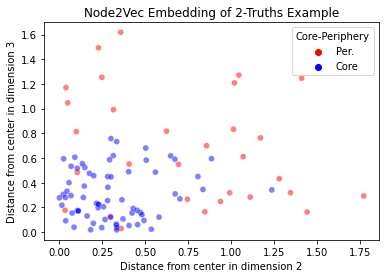 Node2Vec Embedding of 2-Truths Example
Core-Periphery
Per.
Core
Distance from center in dimension 3
1.6
1.4
1.2
1.0
0.8
0.6
0.4
0.2
0.0
0.00 0.25 0.50 0.75 1.00 1.25 1.50 1.75
Distance from center in dimension 2